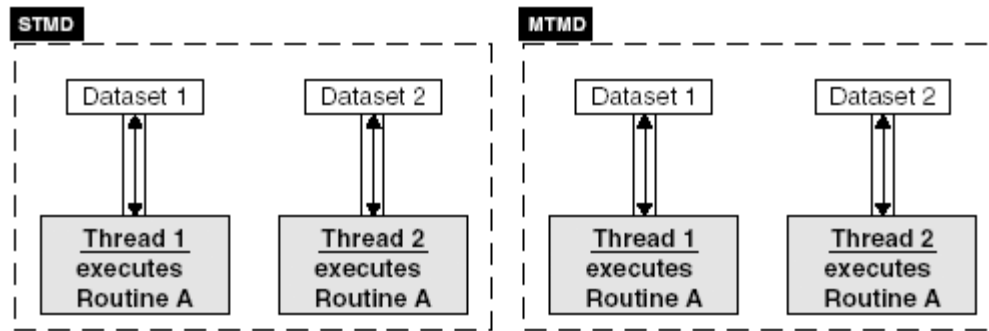 STMD
Dataset 1
Dataset 2
Thread 1
executes
Routine A
Thread 2
executes
Routine A
MTMD
Dataset 1
Dataset 2
Thread 1
executes
Routine A
Thread 2
executes
Routine A